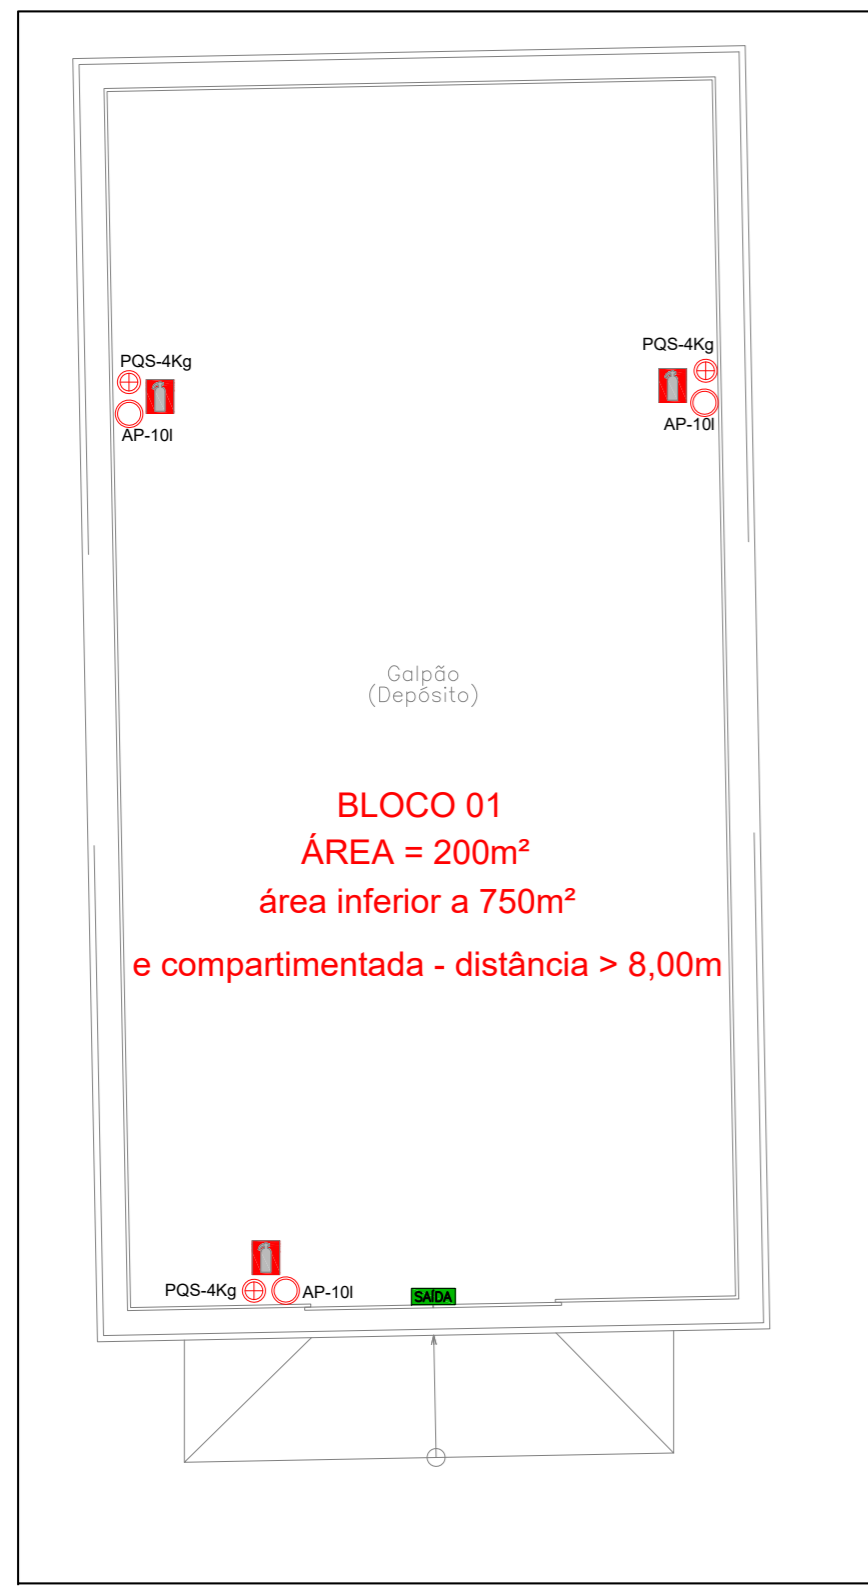 PQS-4Kg
AP-10l
PQS-4Kg
AP-10l
Galpão
(Depósito)
BLOCO 01
ÁREA = 200m²
área inferior a 750m²
e compartimentada - distância > 8,00m
PQS-4Kg
AP-10l
SAÍDA